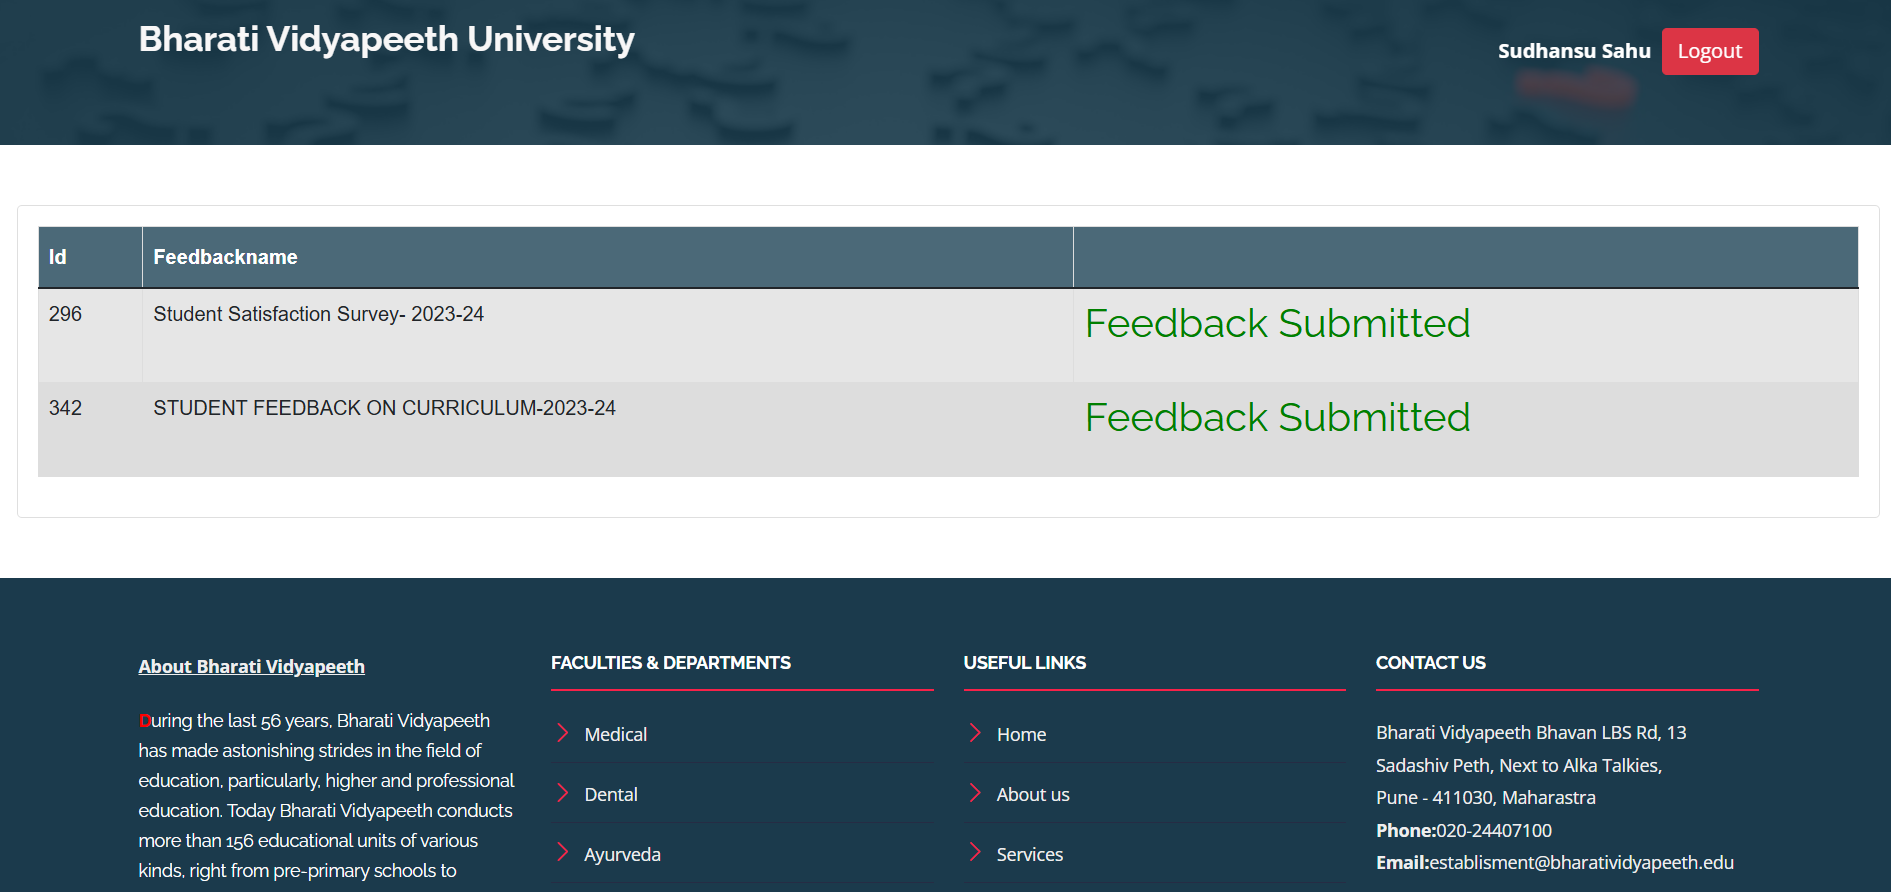 Bharati Vidyapeeth University
Sudhansu Sahu Logout
Id Feedbackname
296 Student Satisfaction Survey- 2023-24 Feedback Submitted
342 STUDENT FEEDBACK ON CURRICULUM-2023-24 Feedback Submitted
About Bharati Vidyapeeth
During the last 56 years, Bharati Vidyapeeth
has made astonishing strides in the field of
education, particularly, higher and professional
education. Today Bharati Vidyapeeth conducts
more than 156 educational units of various
kinds, right from pre-primary schools to
FACULTIES & DEPARTMENTS
Medical
Dental
Ayurveda
USEFUL LINKS
Home
About us
Services
CONTACT US
Bharati Vidyapeeth Bhavan LBS Rd, 13
Sadashiv Peth, Next to Alka Talkies,
Pune - 411030, Maharastra
Phone:020-24407100
Email:establisment@bharatividyapeeth.edu